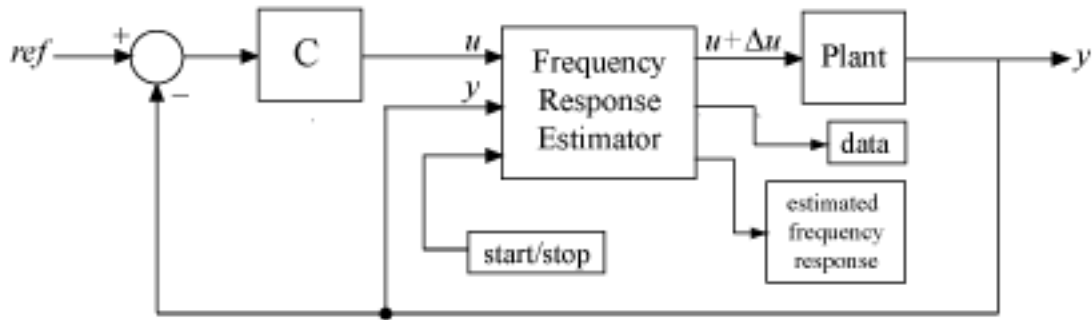 ref
+
−
C
u
y
Frequency
Response
Estimator
u+Δu
Plant
y
data
estimated
frequency
response
start/stop